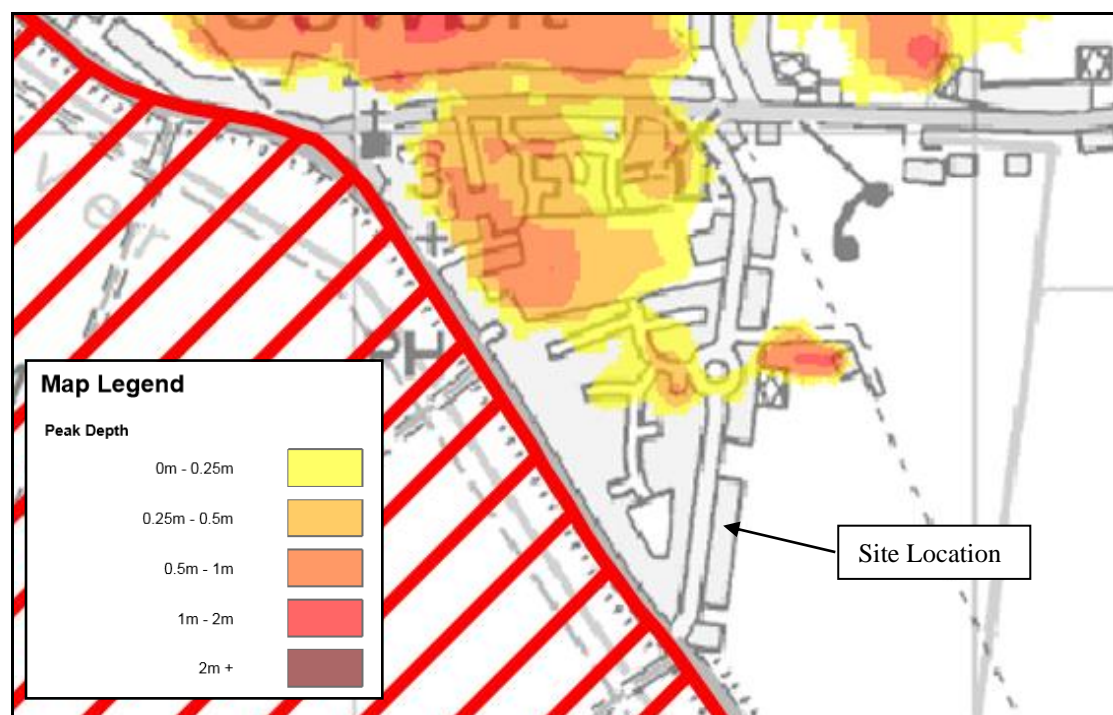 PH
Map Legend
Peak Depth
0m - 0.25m
0.25m - 0.5m
0.5m - 1m
1m - 2m
2m +
Site Location